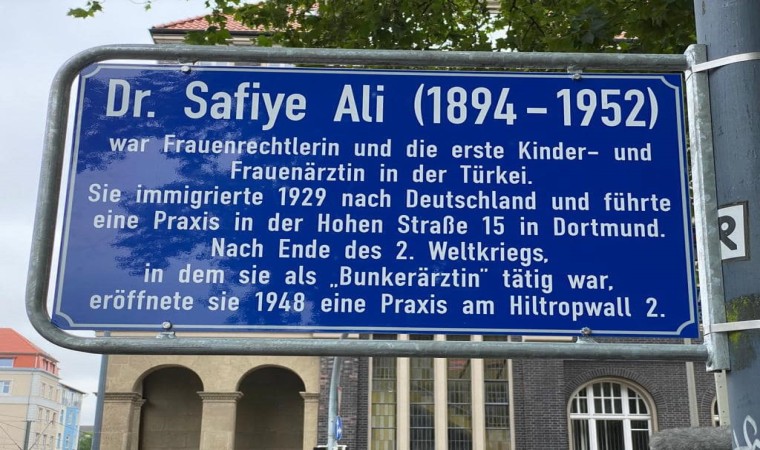 Dr. Safiye Ali (1894 – 1952)
war Frauenrechtlerin und die erste Kinder- und
Frauenärztin in der Türkei.
Sie immigrierte 1929 nach Deutschland und führte
eine Praxis in der Hohen Straße 15 in Dortmund.
Nach Ende des 2. Weltkriegs,
in dem sie als „Bunkerärztin" tätig war,
eröffnete sie 1948 eine Praxis am Hiltropwall 2.
R